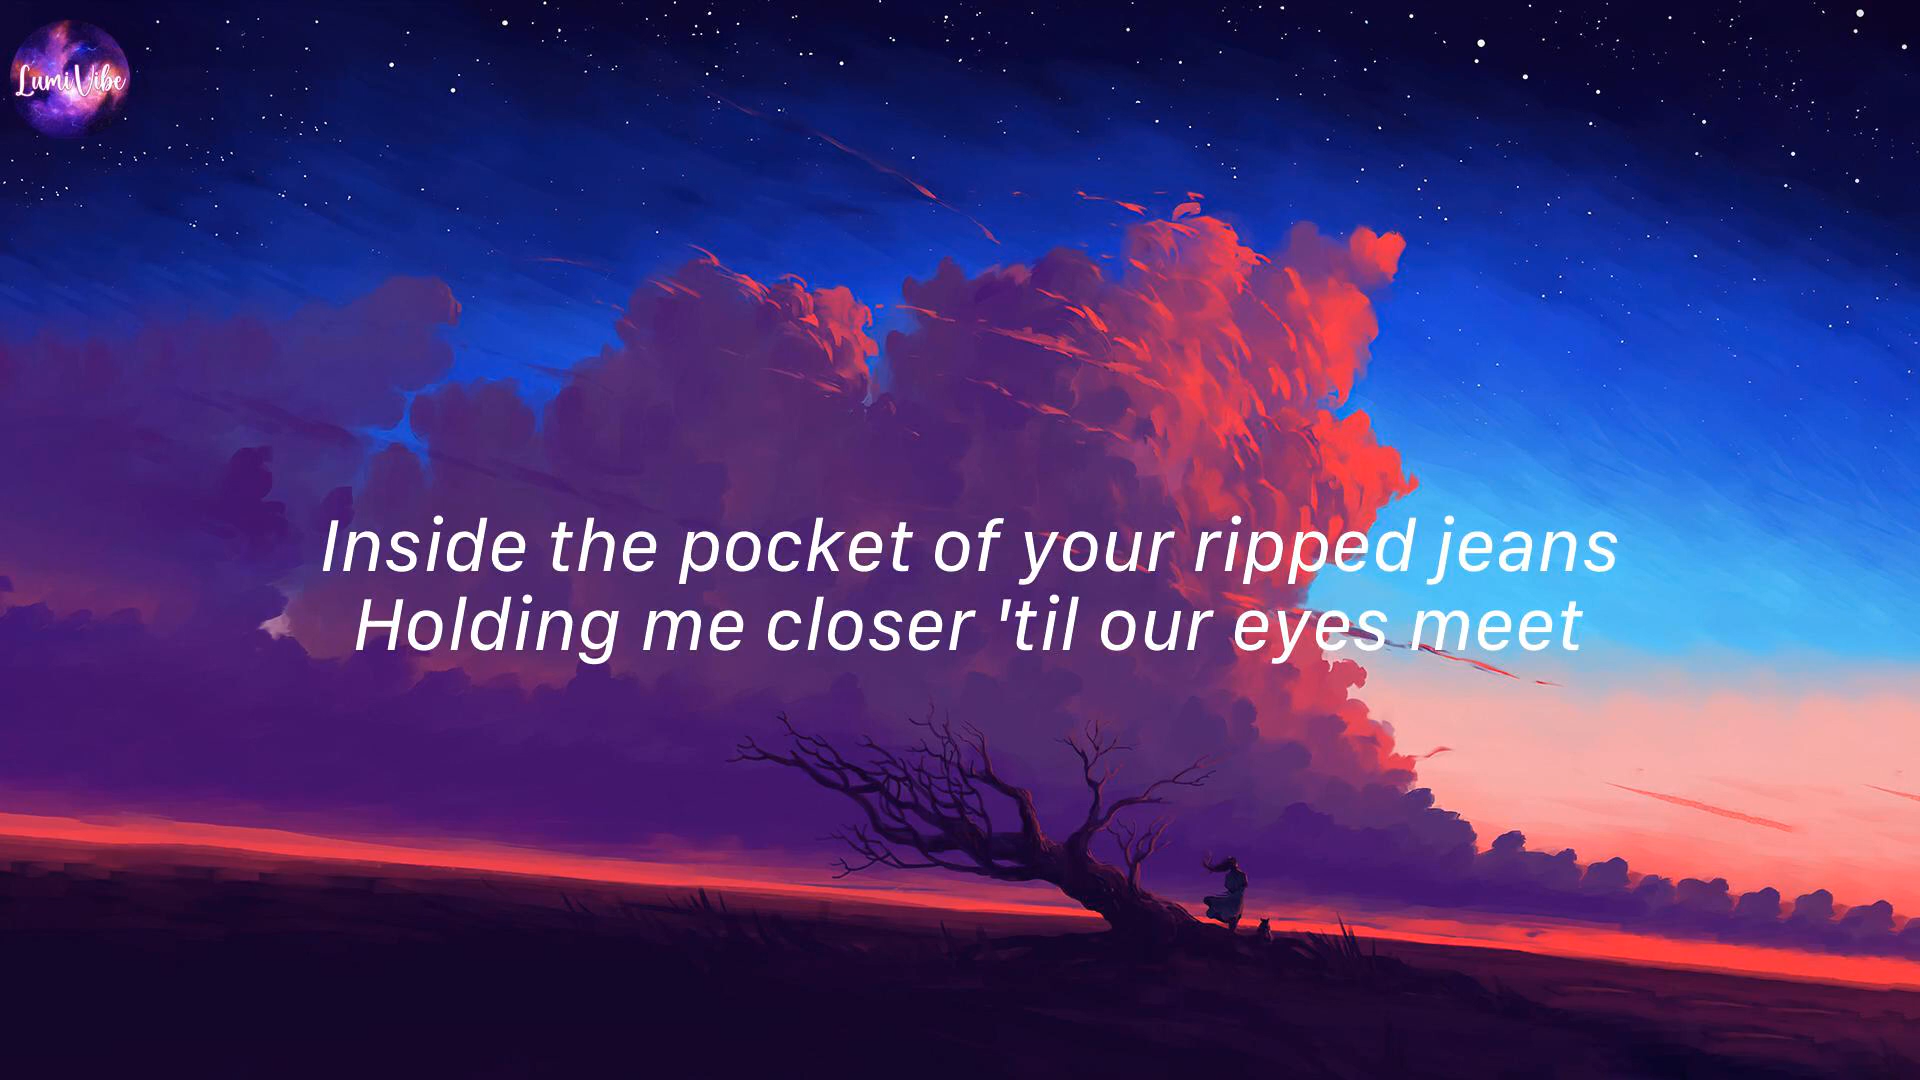 LumiVibe
Inside the pocket of your ripped jeans
Holding me closer 'til our eyes meet